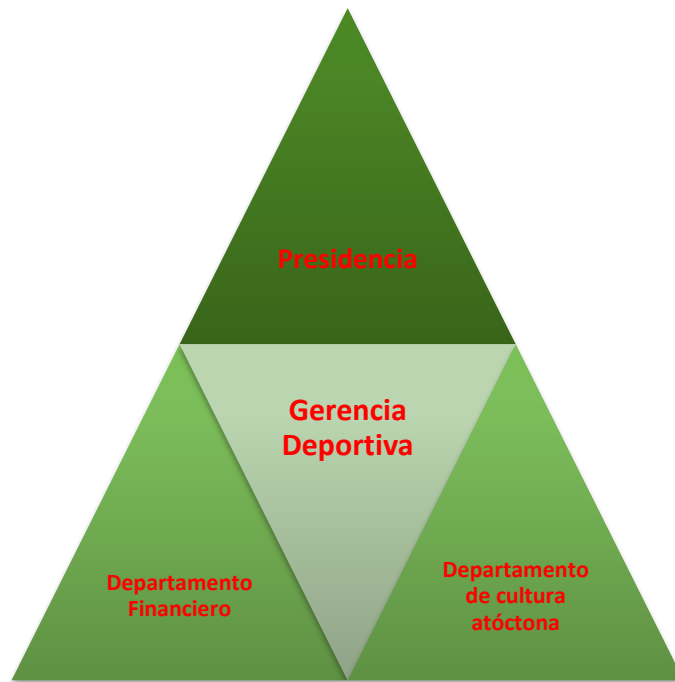 Presidencia
Gerencia
Deportiva
Departamento
Financiero
Departamento
de cultura
atóctona